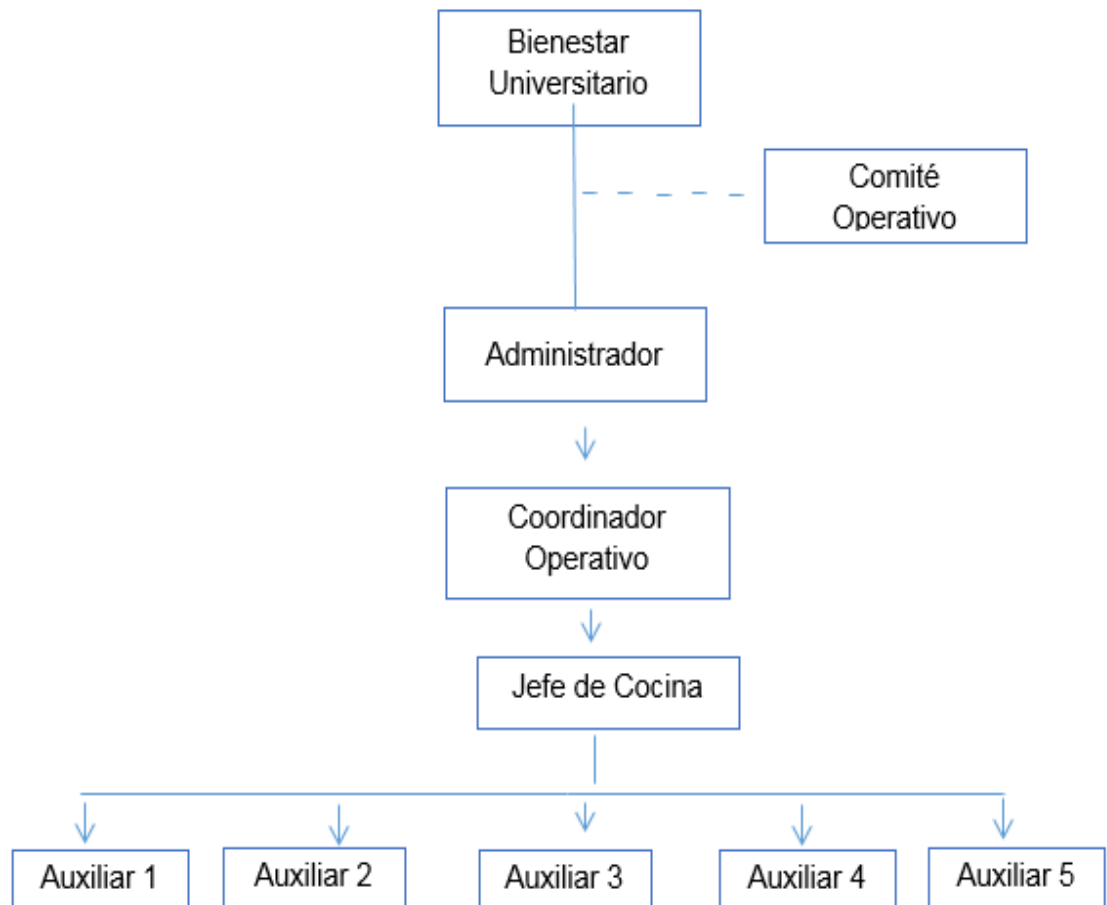 Bienestar
Universitario
Comité
Operativo
Administrador
Coordinador
Operativo
Jefe de Cocina
Auxiliar 1
Auxiliar 2
Auxiliar 3
Auxiliar 4
Auxiliar 5